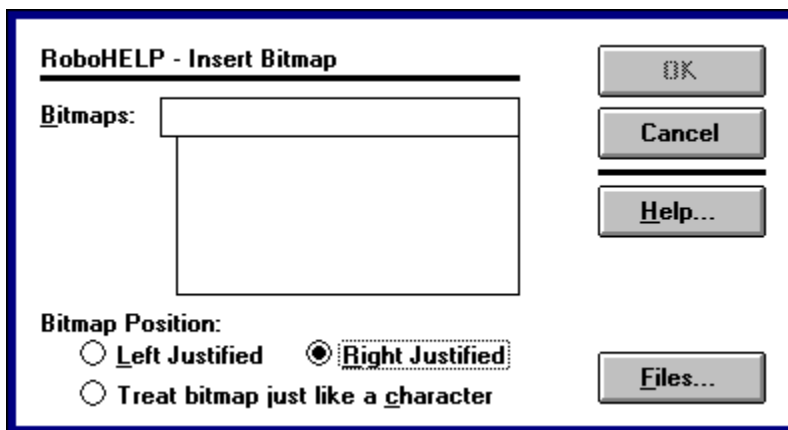 RoboHELP - Insert Bitmap
OK
Bitmaps:
Cancel
Help...
Bitmap Position:
Left Justified
Right Justified
Treat bitmap just like a character
Files...